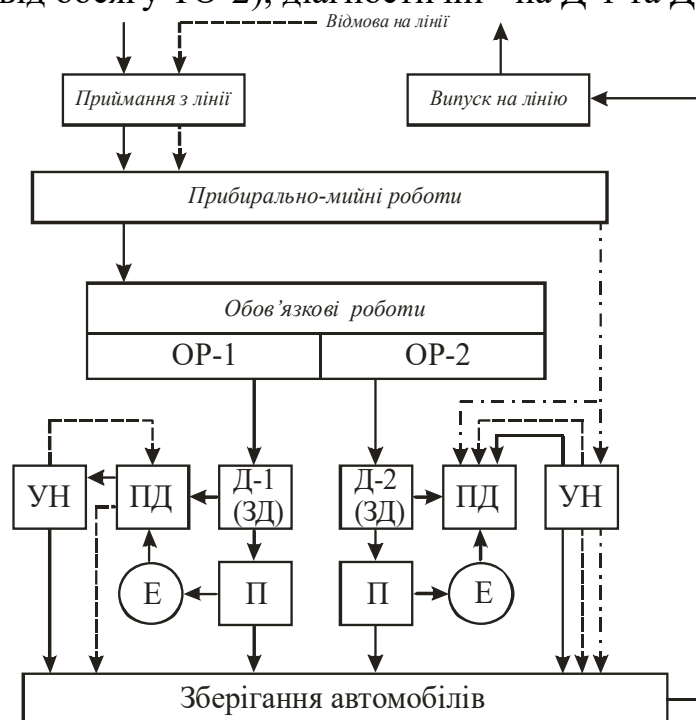 Відмова на лінії
Приймання з лінії
Випуск на лінію
Прибирально-мийні роботи
Обов’язкові роботи
ОР-1
ОР-2
УН
ПД
Д-1
(ЗД)
Д-2
(ЗД)
ПД
УН
Е
П
П
Е
Зберігання автомобілів